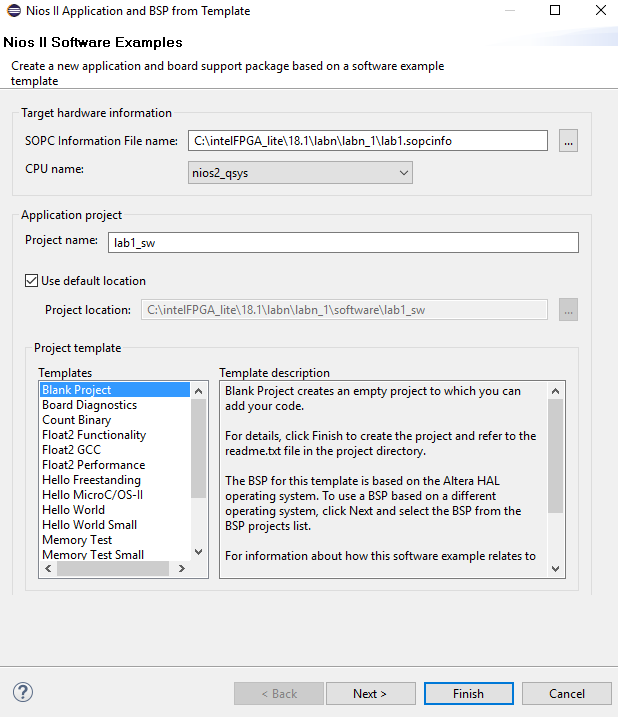 Nios II Application and BSP from Template
Nios II Software Examples
Create a new application and board support package based on a software example
template
Target hardware information
SOPC Information File name: C:\intelFPGA_lite\18.1\labn\labn_1\lab1.sopcinfo ...
CPU name: nios2_qsys
Application project
Project name: lab1_sw
Use default location
Project location: C:\intelFPGA_lite\18.1\labn\labn_1\software\lab1_sw ...
Project template
Templates
Blank Project
Board Diagnostics
Count Binary
Float2 Functionality
Float2 GCC
Float2 Performance
Hello Freestanding
Hello MicroC/OS-II
Hello World
Hello World Small
Memory Test
Memory Test Small
Template description
Blank Project creates an empty project to which you can
add your code.
For details, click Finish to create the project and refer to the
readme.txt file in the project directory.
The BSP for this template is based on the Altera HAL
operating system. To use a BSP based on a different
operating system, click Next and select the BSP from the
BSP projects list.
For information about how this software example relates to
? < Back Next > Finish Cancel